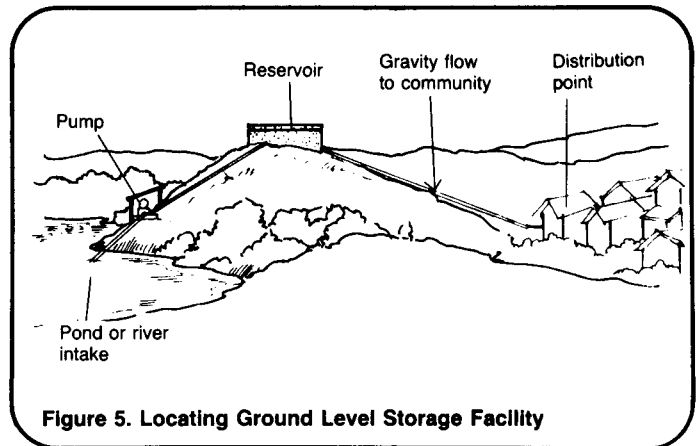 Reservoir
Gravity flow
to community
Distribution
point
Pump
Pond or river
intake
Figure 5. Locating Ground Level Storage Facility